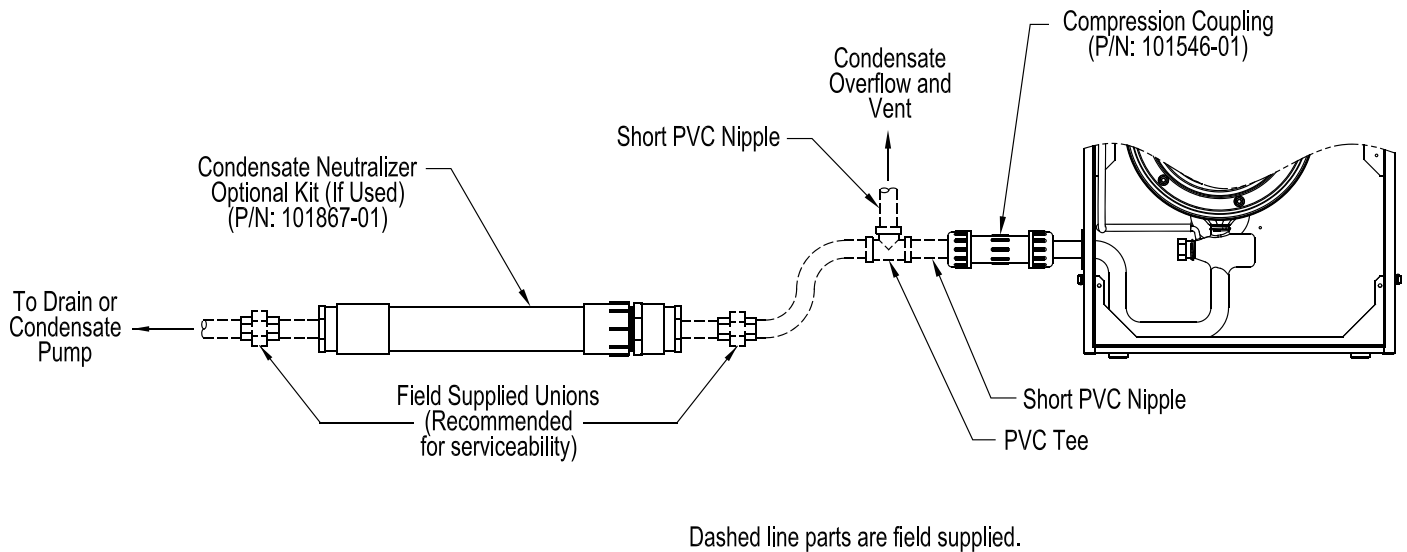 Compression Coupling
(P/N: 101546-01)
Condensate
Overflow and
Vent
Short PVC Nipple
Condensate Neutralizer
Optional Kit (If Used)
(P/N: 101867-01)
To Drain or
Condensate
Pump
Field Supplied Unions
(Recommended
for serviceability)
Short PVC Nipple
PVC Tee
Dashed line parts are field supplied.